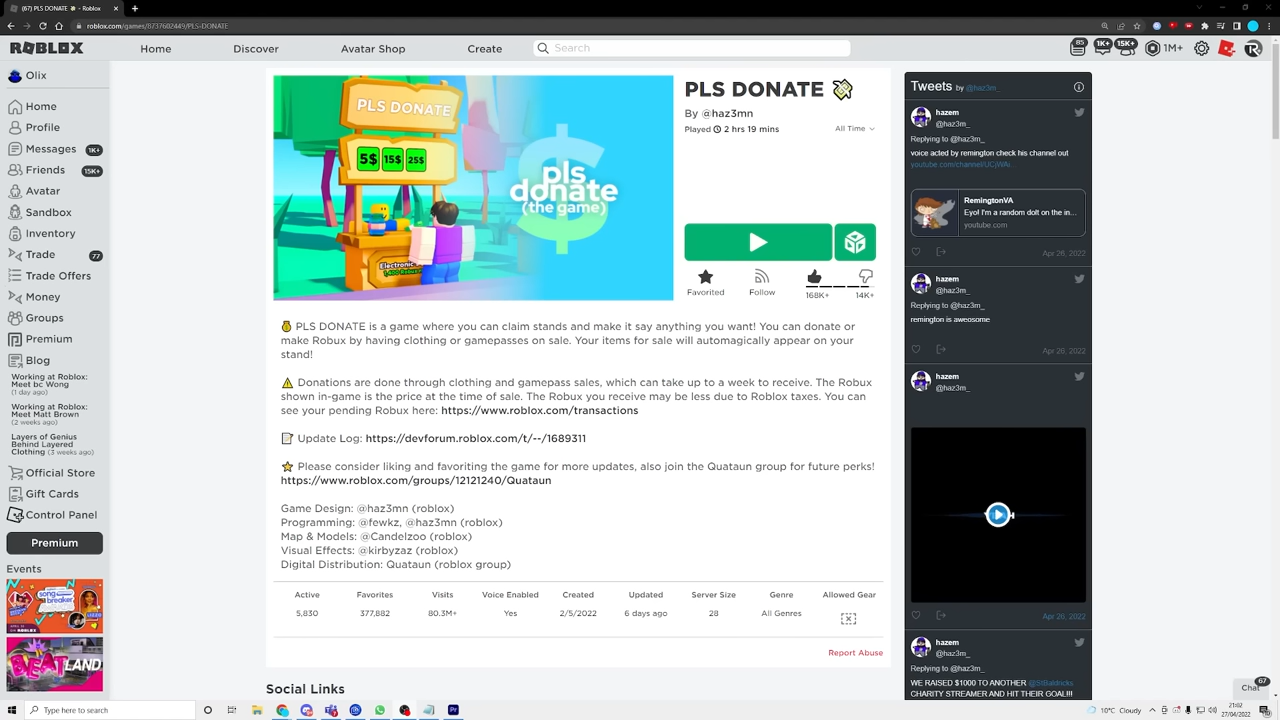 (67) PLS DONATE - Roblox
roblox.com/games/8737602449/PLS-DONATE
ROBLOX
Home
Discover
Avatar Shop
Create
Search
85
1K+
15K+
1M+
Olix
Home
Profile
Messages 1K+
Friends 15K+
Avatar
Sandbox
Inventory
Trade 77
Trade Offers
Money
Groups
Premium
Blog
Working at Roblox:
Meet bc Wong
(1 day ago)
Working at Roblox:
Meet Matt Brown
(2 weeks ago)
Layers of Genius
Behind Layered
Clothing (3 weeks ago)
Official Store
Gift Cards
Control Panel
Premium
Events
song
breaker
BEATLAND
PLS DONATE
5$ 15$ 25$
pls
donate
(the game)
PLS DONATE 💸
By @haz3mn
Played 2 hrs 19 mins
All Time
Favorited
Follow
168K+
14K+
💰 PLS DONATE is a game where you can claim stands and make it say anything you want! You can donate or
make Robux by having clothing or gamepasses on sale. Your items for sale will automagically appear on your
stand!
⚠️ Donations are done through clothing and gamepass sales, which can take up to a week to receive. The Robux
shown in-game is the price at the time of sale. The Robux you receive may be less due to Roblox taxes. You can
see your pending Robux here: https://www.roblox.com/transactions
📝 Update Log: https://devforum.roblox.com/t/--/1689311
⭐ Please consider liking and favoriting the game for more updates, also join the Quataun group for future perks!
https://www.roblox.com/groups/12121240/Quataun
Game Design: @haz3mn (roblox)
Programming: @fewkz, @haz3mn (roblox)
Map & Models: @Candelzoo (roblox)
Visual Effects: @kirbyzaz (roblox)
Digital Distribution: Quataun (roblox group)
Active Favorites Visits Voice Enabled Created Updated Server Size Genre Allowed Gear
5,830 377,882 80.3M+ Yes 2/5/2022 6 days ago 28 All Genres
Report Abuse
Social Links
Tweets by @haz3m_
hazem
@haz3m_
Replying to @haz3m_
voice acted by remington check his channel out
RemingtonVA
Eyo! I'm a random dolt on the in...
youtube.com
Apr 26, 2022
hazem
@haz3m_
Replying to @haz3m_
remington is aweosome
Apr 26, 2022
hazem
@haz3m_
Apr 26, 2022
hazem
@haz3m_
Replying to @haz3m_
WE RAISED $1000 TO ANOTHER @StBaldricks
CHARITY STREAMER AND HIT THEIR GOAL!!!
Chat 67
Type here to search
10°C Cloudy
21:02
27/04/2022